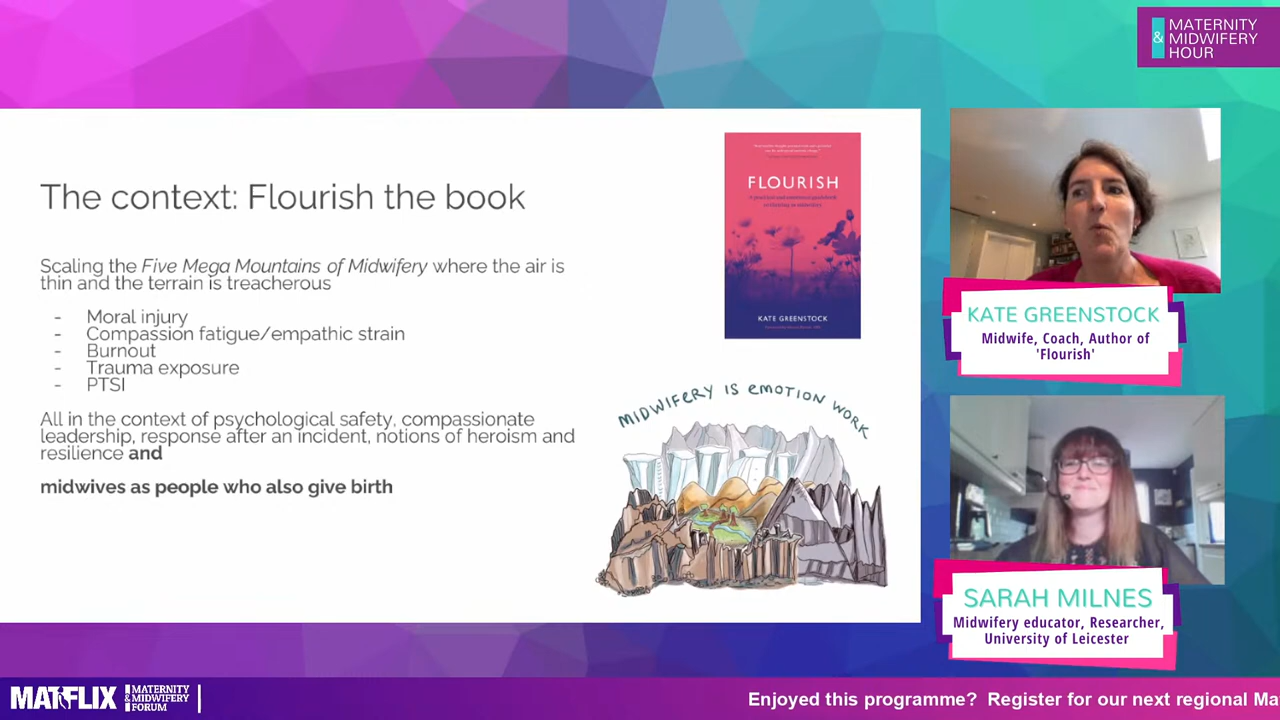 MATERNITY
& MIDWIFERY
HOUR
The context: Flourish the book
Scaling the Five Mega Mountains of Midwifery where the air is
thin and the terrain is treacherous
- Moral injury
- Compassion fatigue/empathic strain
- Burnout
- Trauma exposure
- PTSI
All in the context of psychological safety, compassionate
leadership, response after an incident, notions of heroism and
resilience and
midwives as people who also give birth
FLOURISH
KATE GREENSTOCK
MIDWIFERY IS EMOTION WORK
KATE GREENSTOCK
Midwife, Coach, Author of
'Flourish'
SARAH MILNES
Midwifery educator, Researcher,
University of Leicester
MATFLIX
MATERNITY
& MIDWIFERY
FORUM
Enjoyed this programme? Register for our next regional Ma